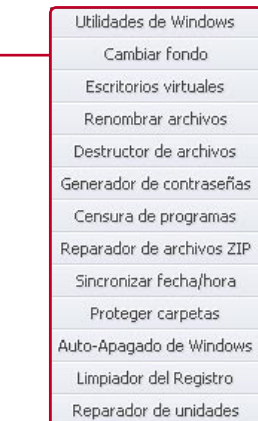 Utilidades de Windows
Cambiar fondo
Escritorios virtuales
Renombrar archivos
Destructor de archivos
Generador de contraseñas
Censura de programas
Reparador de archivos ZIP
Sincronizar fecha/hora
Proteger carpetas
Auto-Apagado de Windows
Limpiador del Registro
Reparador de unidades